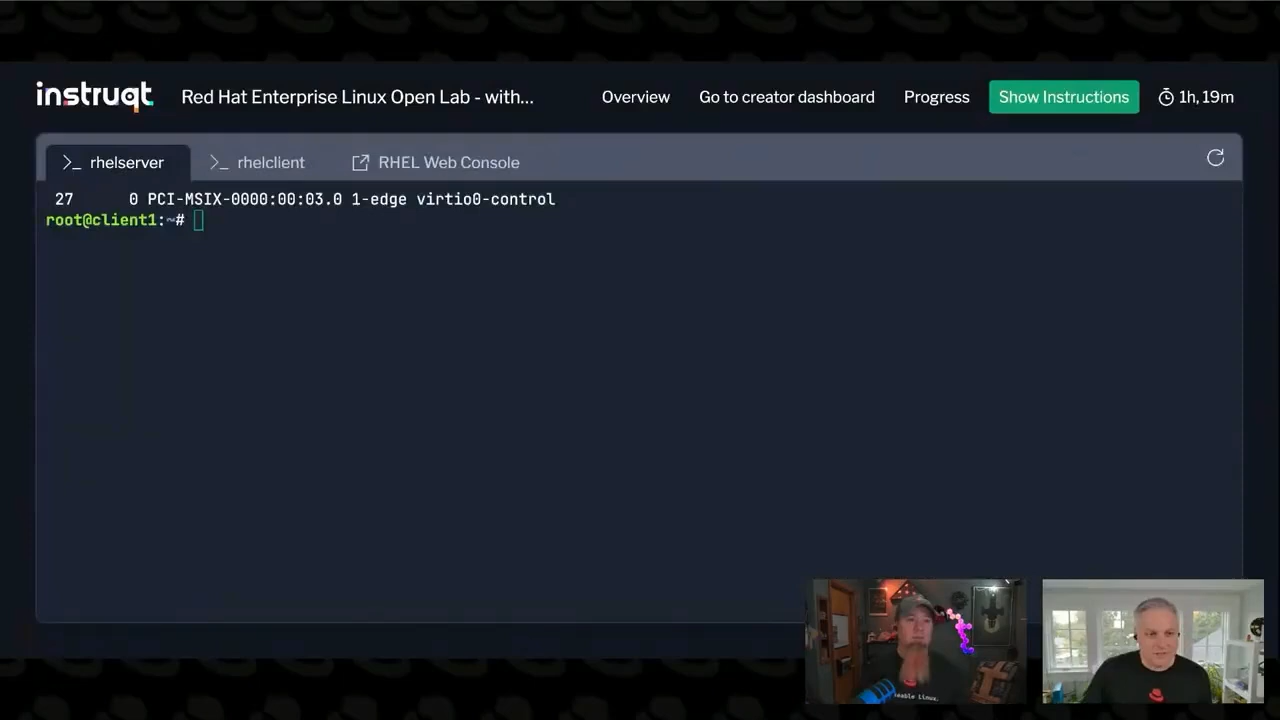 instruqt
Red Hat Enterprise Linux Open Lab - with...
Overview
Go to creator dashboard
Progress
Show Instructions
1h, 19m
>_ rhelserver
>_ rhelclient
RHEL Web Console
27 0 PCI-MSIX-0000:00:03.0 1-edge virtio0-control
root@client1:~#
Linux.